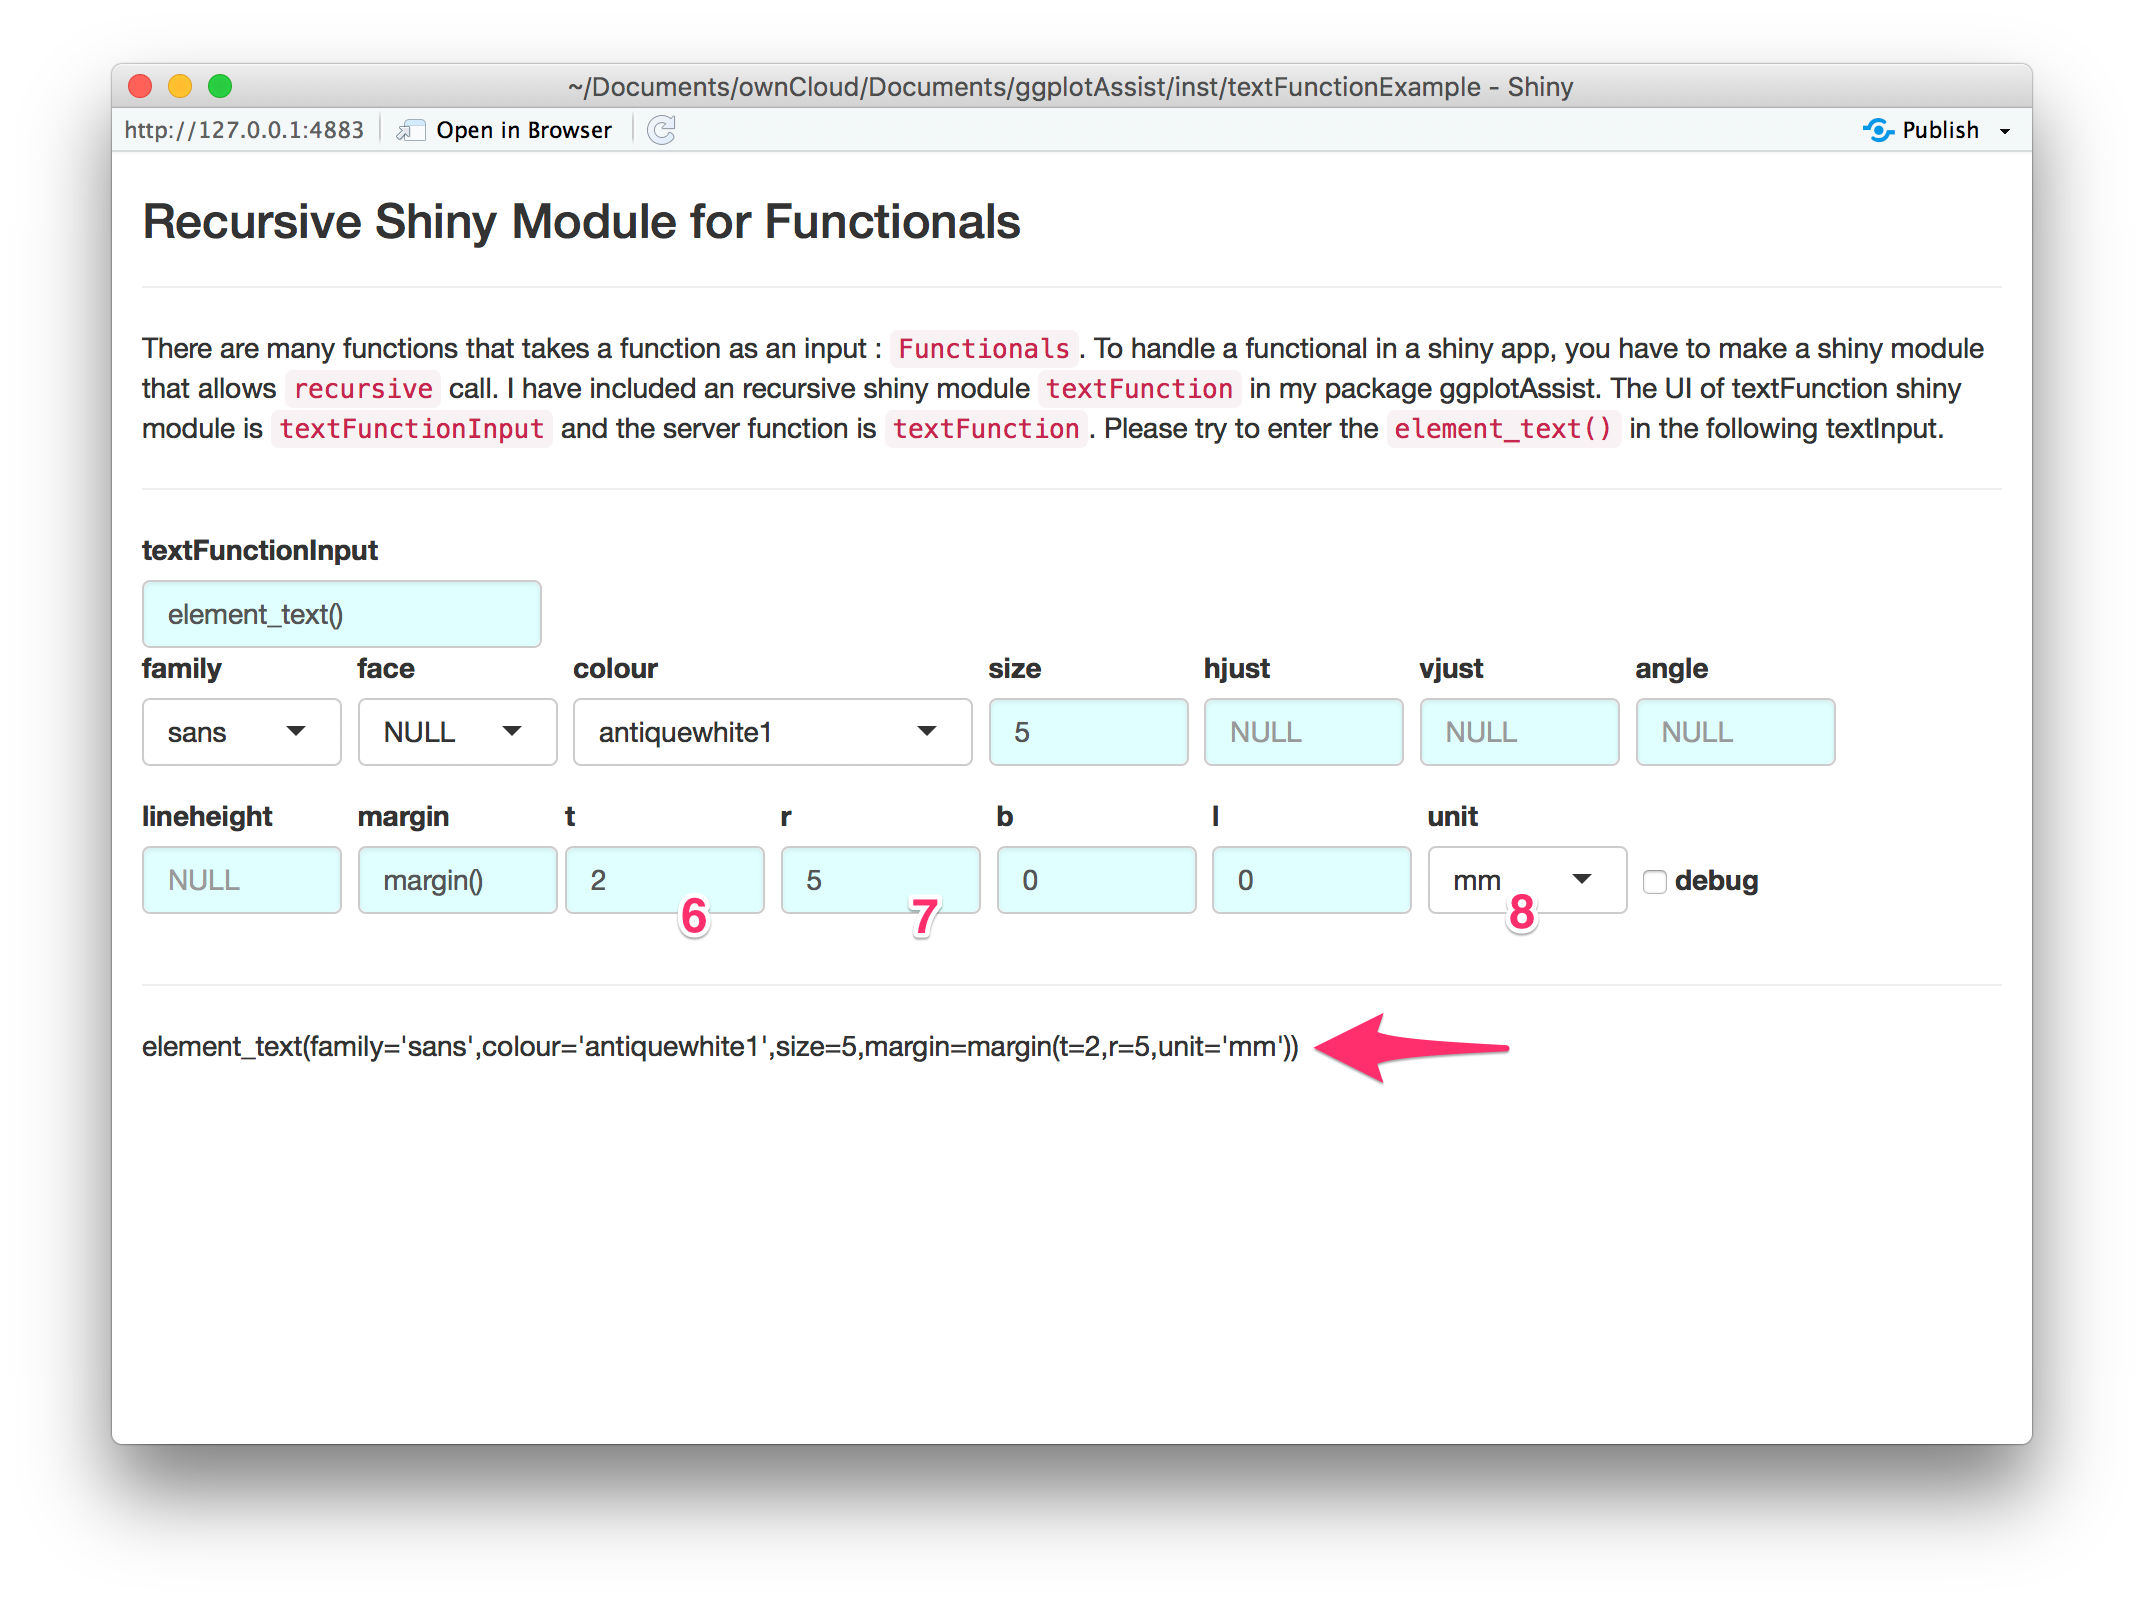 ~/Documents/ownCloud/Documents/ggplotAssist/inst/textFunctionExample - Shiny
http://127.0.0.1:4883 Open in Browser Publish
Recursive Shiny Module for Functionals
There are many functions that takes a function as an input : Functionals . To handle a functional in a shiny app, you have to make a shiny module
that allows recursive call. I have included an recursive shiny module textFunction in my package ggplotAssist. The UI of textFunction shiny
module is textFunctionInput and the server function is textFunction . Please try to enter the element_text() in the following textInput.
textFunctionInput
element_text()
family face colour size hjust vjust angle
sans NULL antiquewhite1 5 NULL NULL NULL
lineheight margin t r b l unit
NULL margin() 2 5 0 0 mm debug
6 7 8
element_text(family='sans',colour='antiquewhite1',size=5,margin=margin(t=2,r=5,unit='mm'))